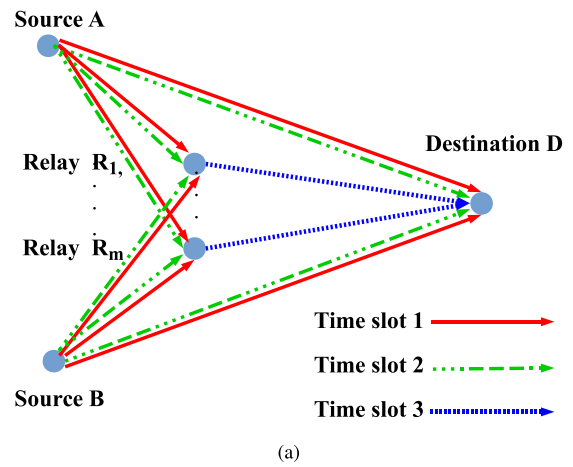 Source A
Destination D
Relay R1,
.
.
.
Relay Rm
Time slot 1
Time slot 2
Time slot 3
Source B
(a)